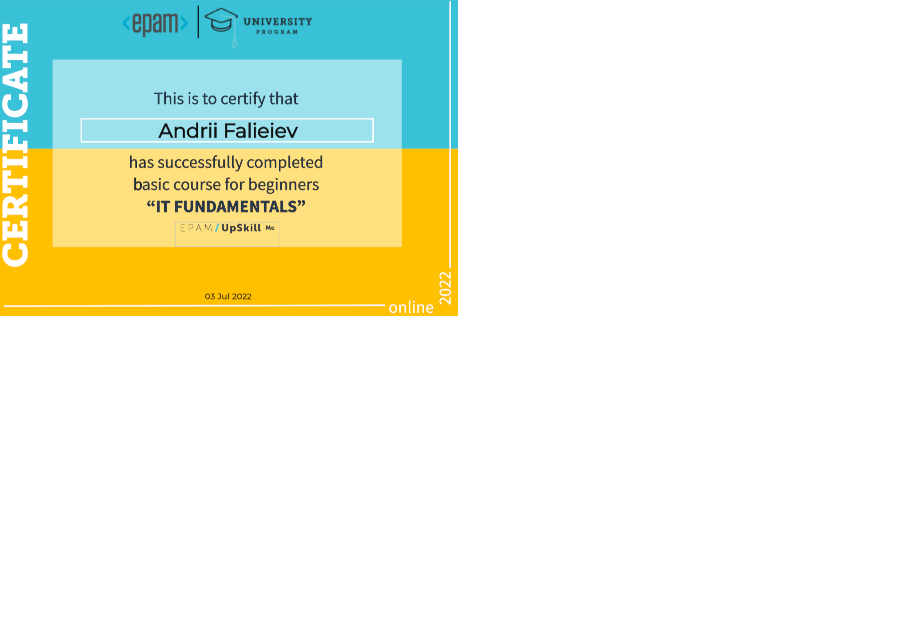 CERTIFICATE
<epam> | UNIVERSITY
PROGRAM
This is to certify that
Andrii Falieiev
has successfully completed
basic course for beginners
“IT FUNDAMENTALS”
EPAM/UpSkill Me
03 Jul 2022
online
2022